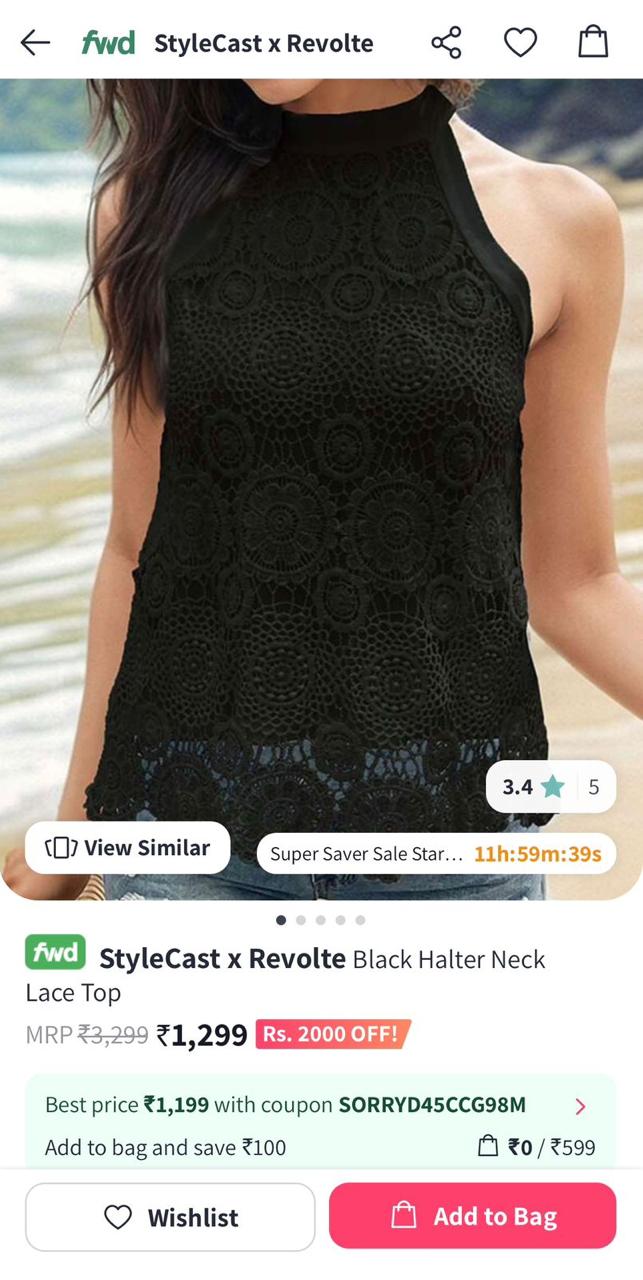 fwd StyleCast x Revolte
3.4 5
View Similar
Super Saver Sale Star... 11h:59m:39s
fwd StyleCast x Revolte Black Halter Neck
Lace Top
MRP ₹3,299 ₹1,299 Rs. 2000 OFF!
Best price ₹1,199 with coupon SORRYD45CCG98M
Add to bag and save ₹100 ₹0 / ₹599
Wishlist Add to Bag